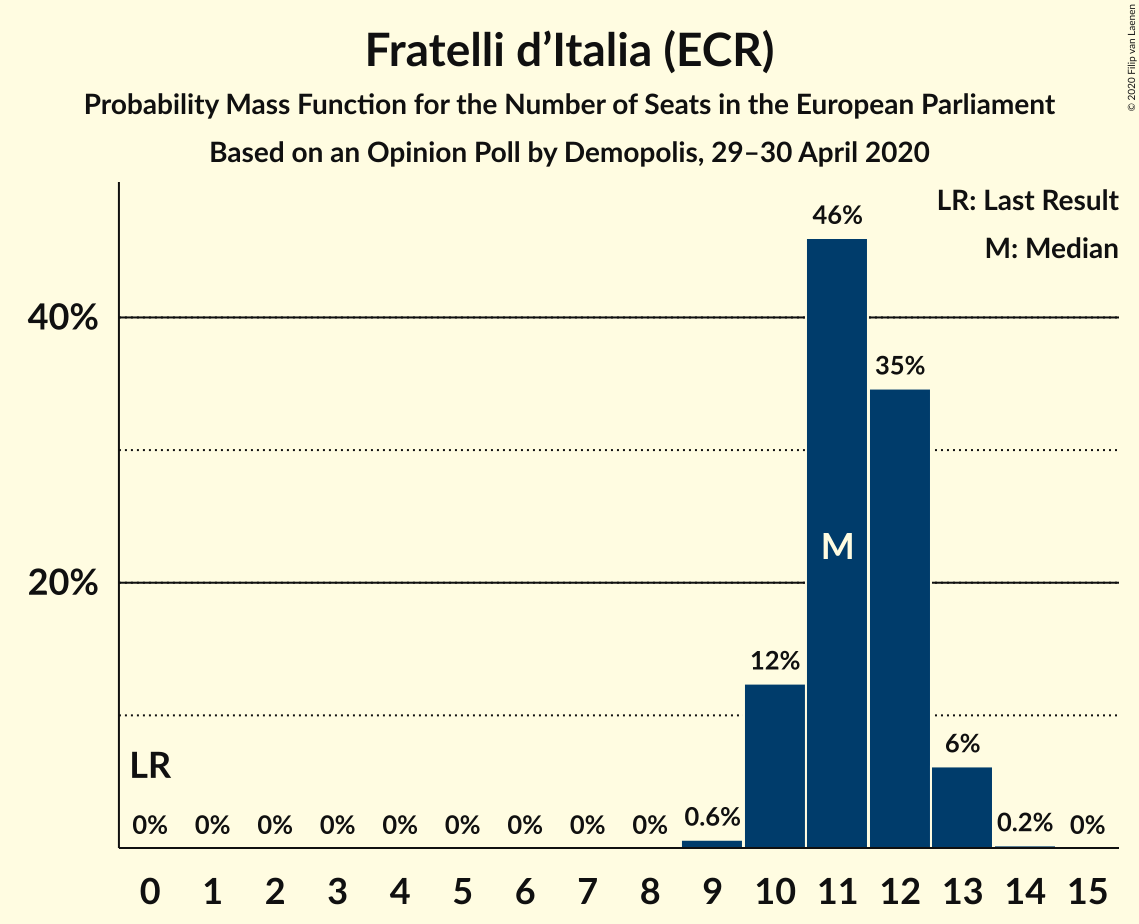 Fratelli d’Italia (ECR)
Probability Mass Function for the Number of Seats in the European Parliament
Based on an Opinion Poll by Demopolis, 29–30 April 2020
© 2020 Filip van Laenen
LR: Last Result
M: Median
46%
40%
35%
M
20%
12%
6%
LR
0% 0% 0% 0% 0% 0% 0% 0% 0% 0.6% 0.2% 0%
0 1 2 3 4 5 6 7 8 9 10 11 12 13 14 15